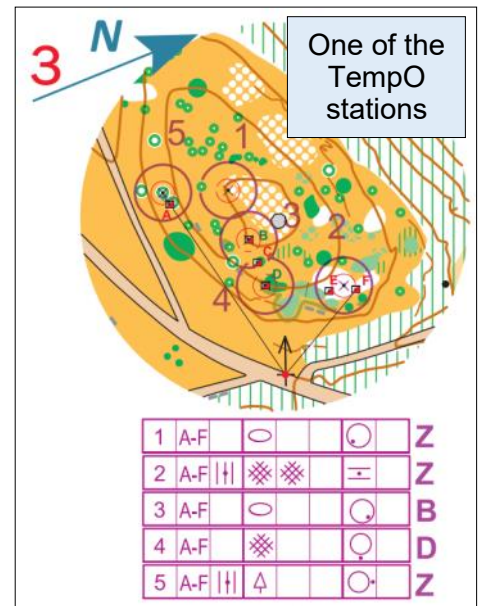 One of the
TempO
stations
N
3
5
1
3
2
4
A
B
C
D
E
F
1 A-F Z
2 A-F Z
3 A-F B
4 A-F D
5 A-F Z